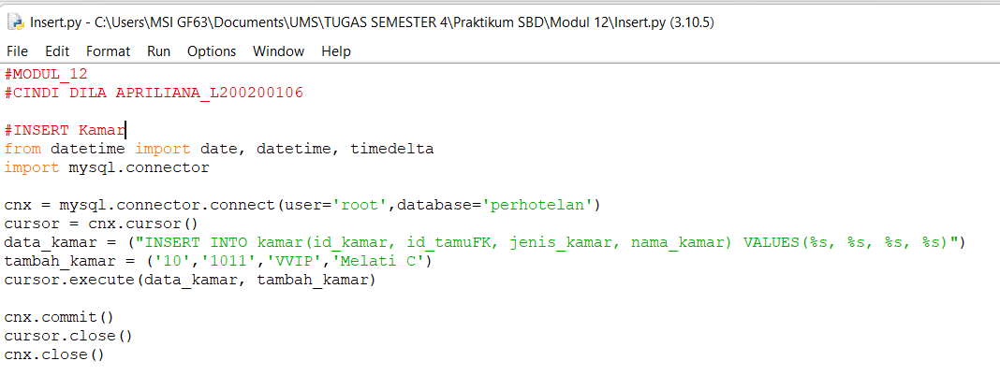 Insert.py - C:\Users\MSI GF63\Documents\UMS\TUGAS SEMESTER 4\Praktikum SBD\Modul 12\Insert.py (3.10.5)
File Edit Format Run Options Window Help
#MODUL_12
#CINDI DILA APRILIANA_L200200106
#INSERT Kamar
from datetime import date, datetime, timedelta
import mysql.connector
cnx = mysql.connector.connect(user='root',database='perhotelan')
cursor = cnx.cursor()
data_kamar = ("INSERT INTO kamar(id_kamar, id_tamuFK, jenis_kamar, nama_kamar) VALUES(%s, %s, %s, %s)")
tambah_kamar = ('10','1011','VVIP','Melati C')
cursor.execute(data_kamar, tambah_kamar)
cnx.commit()
cursor.close()
cnx.close()